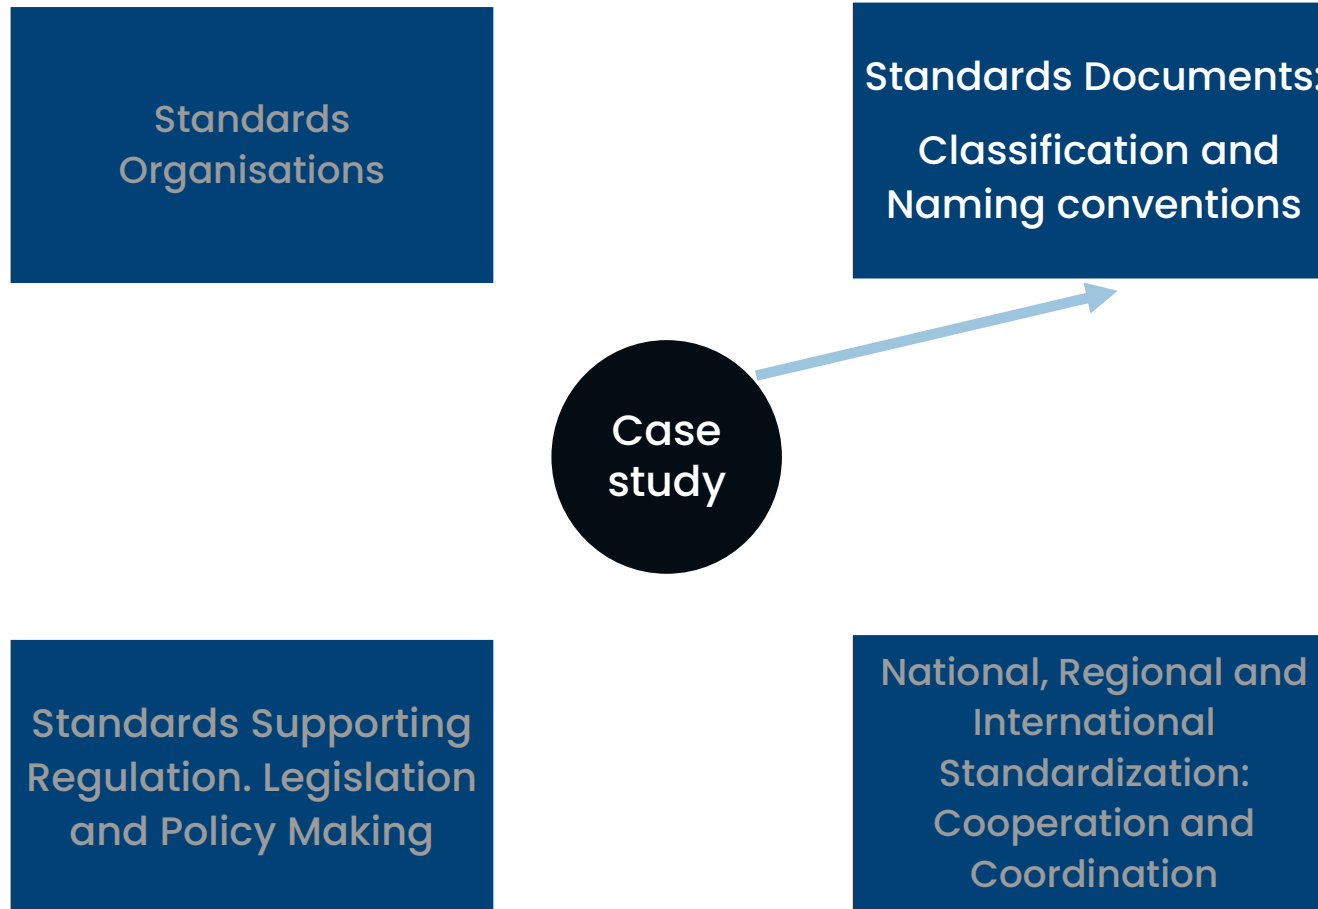 Standards
Organisations
Standards Documents:
Classification and
Naming conventions
Case
study
Standards Supporting
Regulation. Legislation
and Policy Making
National, Regional and
International
Standardization:
Cooperation and
Coordination